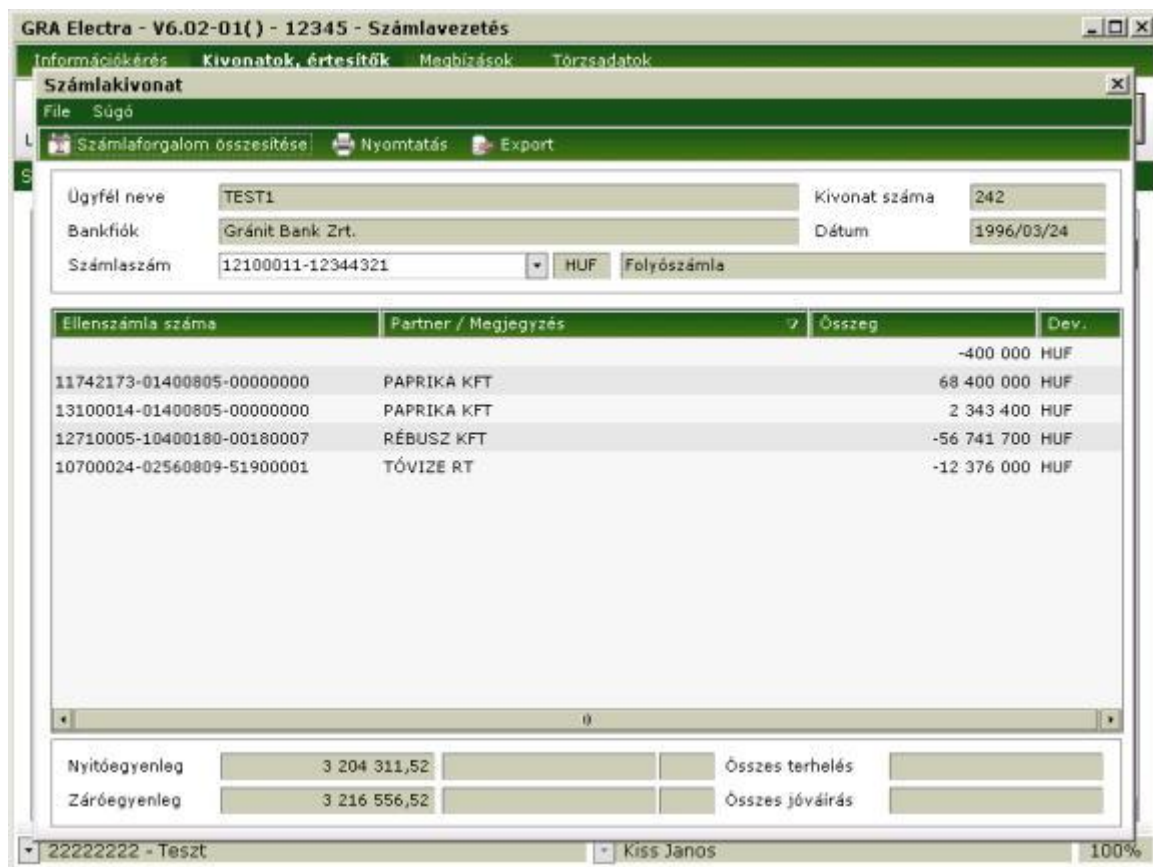 GRA Electra - V6.02-01( ) - 12345 - Számlavezetés
Információkérés Kivonatok, értesítők Megbízások Törzsadatok
Számlakivonat
File Súgó
Számlaforgalom összesítése Nyomtatás Export
Ügyfél neve TEST1 Kivonat száma 242
Bankfiók Gránit Bank Zrt. Dátum 1996/03/24
Számlaszám 12100011-12344321 HUF Folyószámla
Ellenszámla száma Partner / Megjegyzés Összeg Dev.
-400 000 HUF
11742173-01400805-00000000 PAPRIKA KFT 68 400 000 HUF
13100014-01400805-00000000 PAPRIKA KFT 2 343 400 HUF
12710005-10400180-00180007 RÉBUSZ KFT -56 741 700 HUF
10700024-02560809-51900001 TÓVIZE RT -12 376 000 HUF
Nyitóegyenleg 3 204 311,52 Összes terhelés
Záróegyenleg 3 216 556,52 Összes jóváírás
22222222 - Teszt Kiss Janos 100%